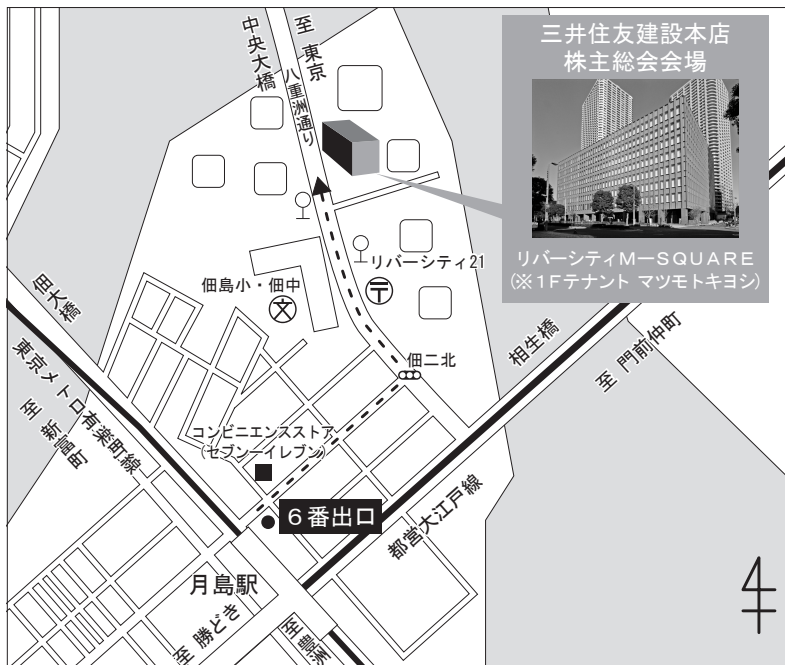 三井住友建設本店
株主総会会場
リバーシティM－SQUARE
(※1Fテナント マツモトキヨシ)
至 東京
中央大橋
八重洲通り
リバーシティ21
佃島小・佃中
佃大橋
佃二北
相生橋
至 門前仲町
東京メトロ有楽町線
至 新富町
コンビニエンスストア
(セブン－イレブン)
6番出口
都営大江戸線
月島駅
至 勝どき
至 豊洲